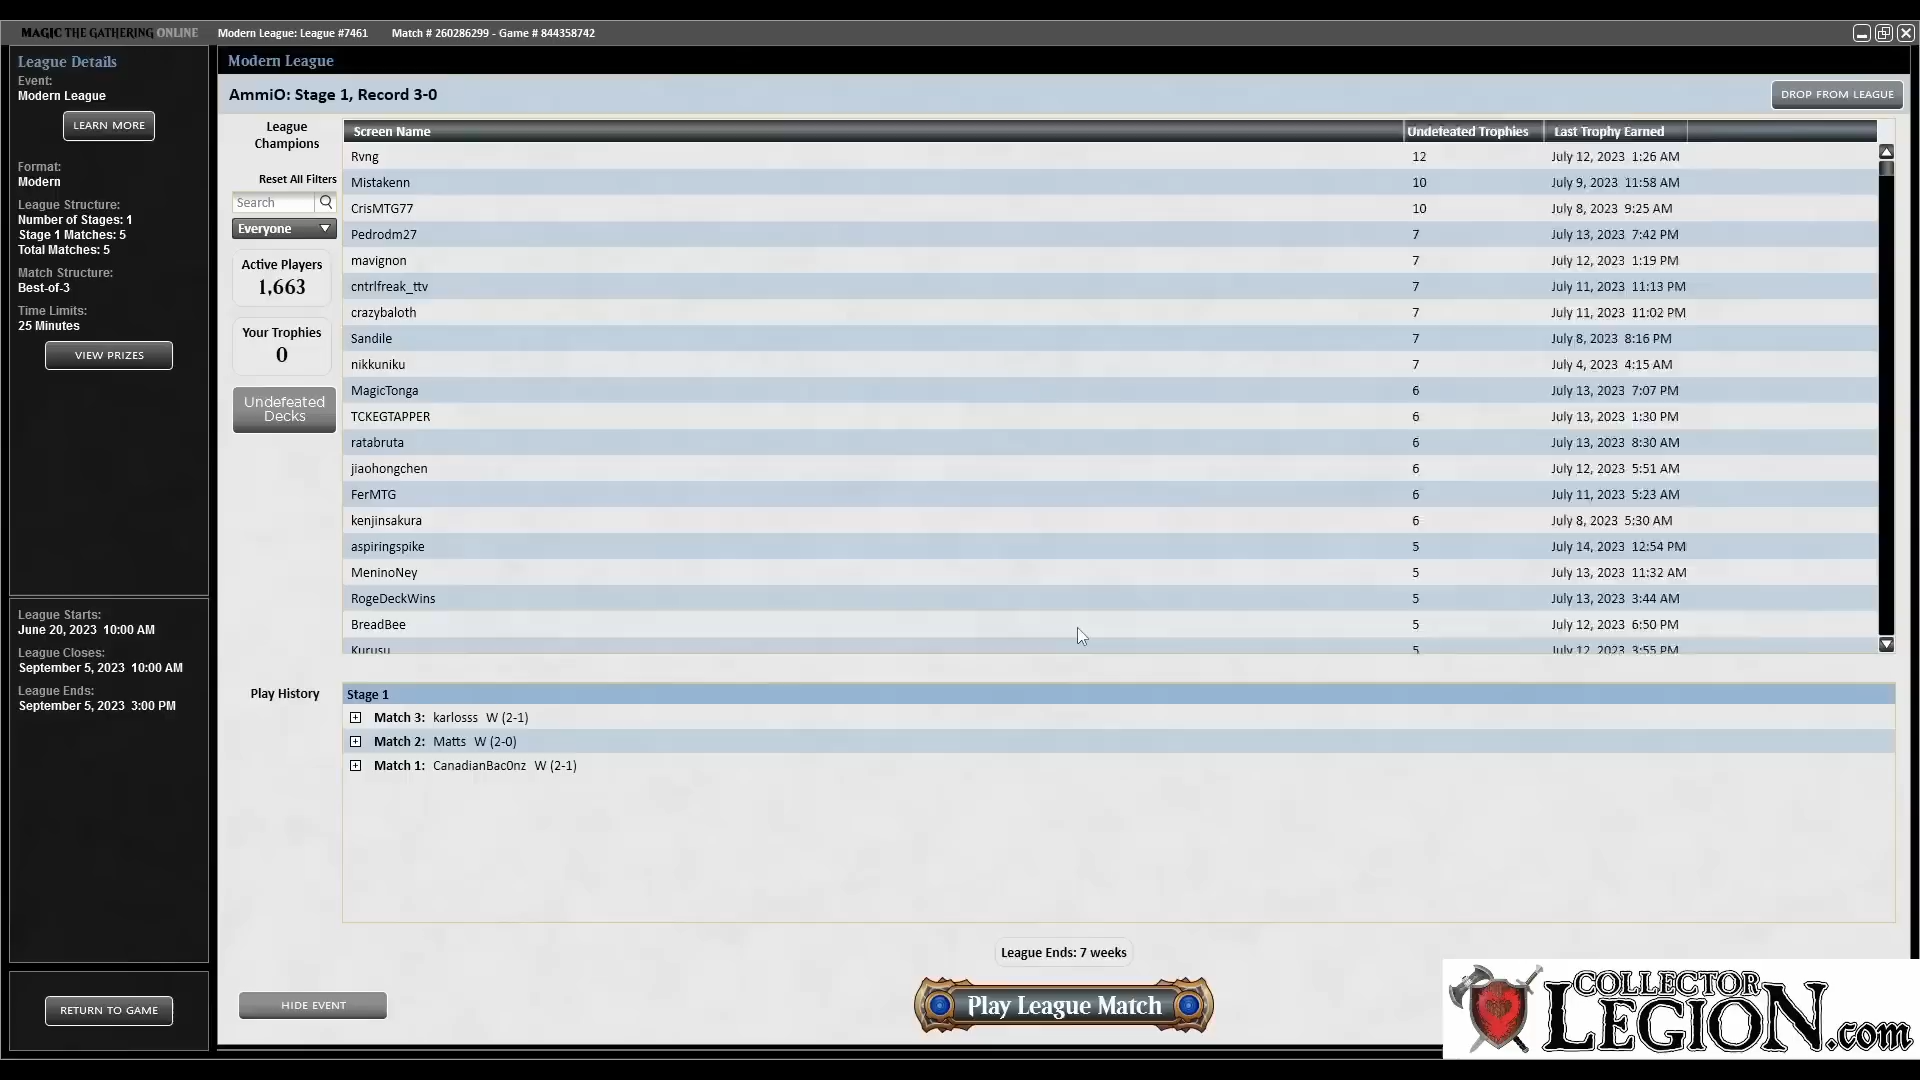 MAGIC THE GATHERING ONLINE
Modern League: League #7461
Match # 260286299 - Game # 844358742
League Details
Event:
Modern League
LEARN MORE
Format:
Modern
League Structure:
Number of Stages: 1
Stage 1 Matches: 5
Total Matches: 5
Match Structure:
Best-of-3
Time Limits:
25 Minutes
VIEW PRIZES
League Starts:
June 20, 2023 10:00 AM
League Closes:
September 5, 2023 10:00 AM
League Ends:
September 5, 2023 3:00 PM
RETURN TO GAME
Modern League
AmmiO: Stage 1, Record 3-0
DROP FROM LEAGUE
League
Champions
Reset All Filters
Search
Everyone
Active Players
1,663
Your Trophies
0
Undefeated
Decks
Screen Name Undefeated Trophies Last Trophy Earned
Rvng 12 July 12, 2023 1:26 AM
Mistakenn 10 July 9, 2023 11:58 AM
CrisMTG77 10 July 8, 2023 9:25 AM
Pedrodm27 7 July 13, 2023 7:42 PM
mavignon 7 July 12, 2023 1:19 PM
cntrlfreak_ttv 7 July 11, 2023 11:13 PM
crazybaloth 7 July 11, 2023 11:02 PM
Sandile 7 July 8, 2023 8:16 PM
nikkuniku 7 July 4, 2023 4:15 AM
MagicTonga 6 July 13, 2023 7:07 PM
TCKEGTAPPER 6 July 13, 2023 1:30 PM
ratabruta 6 July 13, 2023 8:30 AM
jiaohongchen 6 July 12, 2023 5:51 AM
FerMTG 6 July 11, 2023 5:23 AM
kenjinsakura 6 July 8, 2023 5:30 AM
aspiringspike 5 July 14, 2023 12:54 PM
MeninoNey 5 July 13, 2023 11:32 AM
RogeDeckWins 5 July 13, 2023 3:44 AM
BreadBee 5 July 12, 2023 6:50 PM
Kurusu 5 July 12, 2023 3:55 PM
Play History
Stage 1
Match 3: karlosss W (2-1)
Match 2: Matts W (2-0)
Match 1: CanadianBac0nz W (2-1)
League Ends: 7 weeks
HIDE EVENT
Play League Match
COLLECTOR
LEGION.com